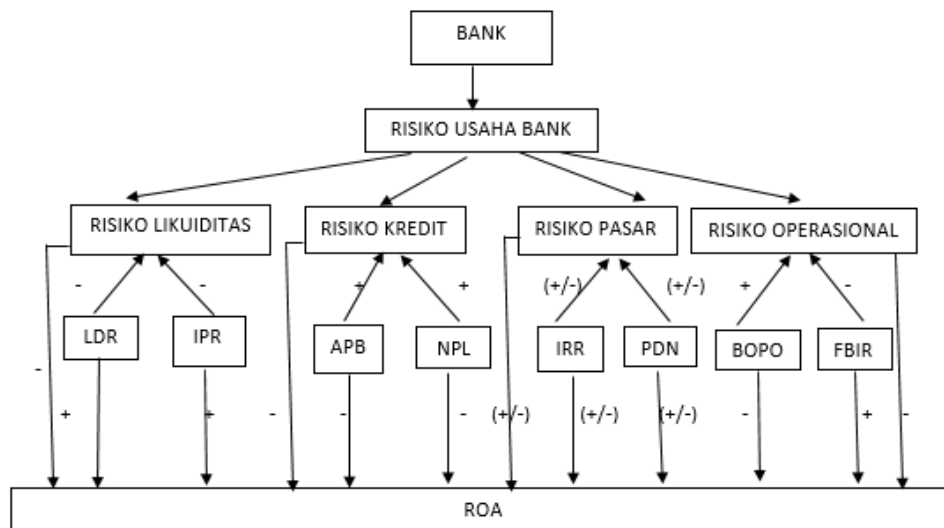 BANK
RISIKO USAHA BANK
RISIKO LIKUIDITAS RISIKO KREDIT RISIKO PASAR RISIKO OPERASIONAL
- - + + (+/-) (+/-) + -
LDR IPR APB NPL IRR PDN BOPO FBIR
-
+ + - - - (+/-) (+/-) (+/-) - + -
ROA